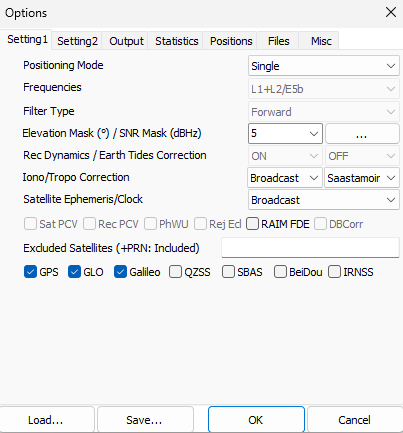 Options
Setting1 Setting2 Output Statistics Positions Files Misc
Positioning Mode Single
Frequencies L1+L2/E5b
Filter Type Forward
Elevation Mask (°) / SNR Mask (dBHz) 5 ...
Rec Dynamics / Earth Tides Correction ON OFF
Iono/Tropo Correction Broadcast Saastamoir
Satellite Ephemeris/Clock Broadcast
Sat PCV Rec PCV PhWU Rej Ed RAIM FDE DBCorr
Excluded Satellites (+PRN: Included)
GPS GLO Galileo QZSS SBAS BeiDou IRNSS
Load... Save... OK Cancel